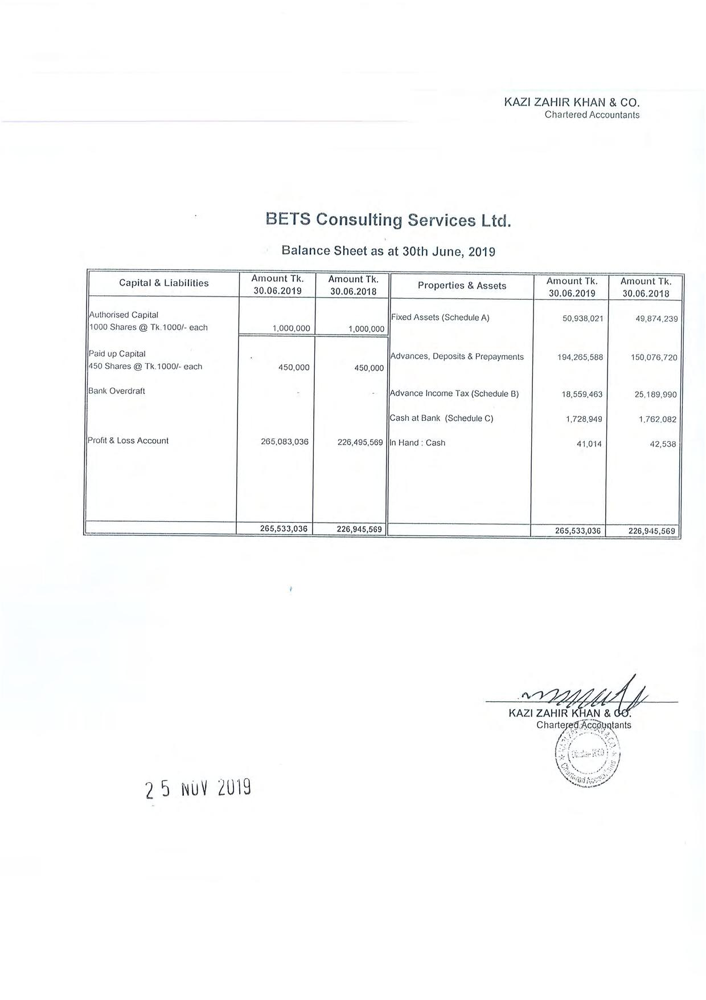 KAZI ZAHIR KHAN & CO.
Chartered Accountants
BETS Consulting Services Ltd.
Balance Sheet as at 30th June, 2019
Capital & Liabilities Amount Tk. 30.06.2019 Amount Tk. 30.06.2018 Properties & Assets Amount Tk. 30.06.2019 Amount Tk. 30.06.2018
Authorised Capital
1000 Shares @ Tk.1000/- each 1,000,000 1,000,000
Fixed Assets (Schedule A) 50,938,021 49,874,239
Paid up Capital
450 Shares @ Tk.1000/- each 450,000 450,000
Advances, Deposits & Prepayments 194,265,588 150,076,720
Bank Overdraft - -
Advance Income Tax (Schedule B) 18,559,463 25,189,990
Cash at Bank (Schedule C) 1,728,949 1,762,082
Profit & Loss Account 265,083,036 226,495,569
In Hand : Cash 41,014 42,538
265,533,036 226,945,569 265,533,036 226,945,569
KAZI ZAHIR KHAN & CO.
Chartered Accountants
25 NOV 2019